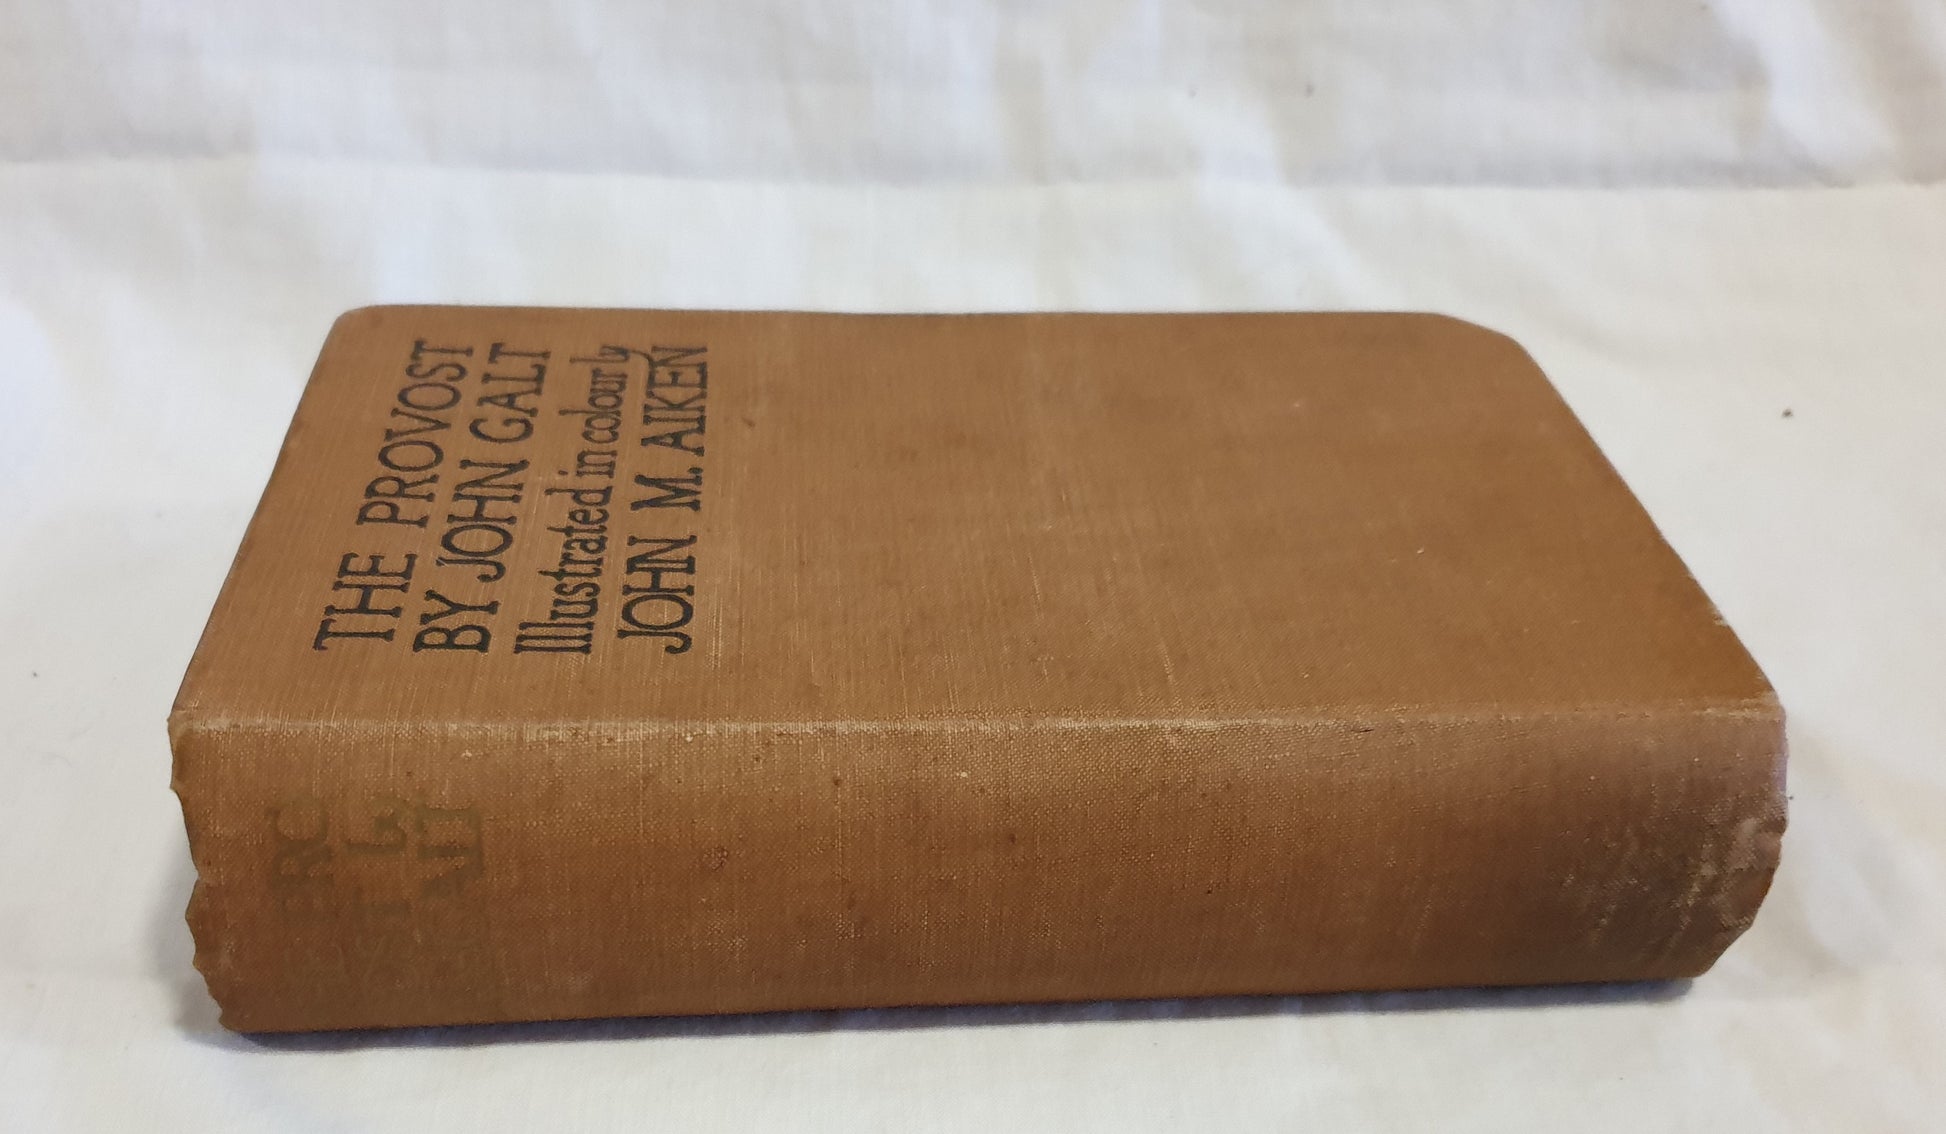 THE PROVOST
BY JOHN GALT
Illustrated in colour by
JOHN M. AIKEN